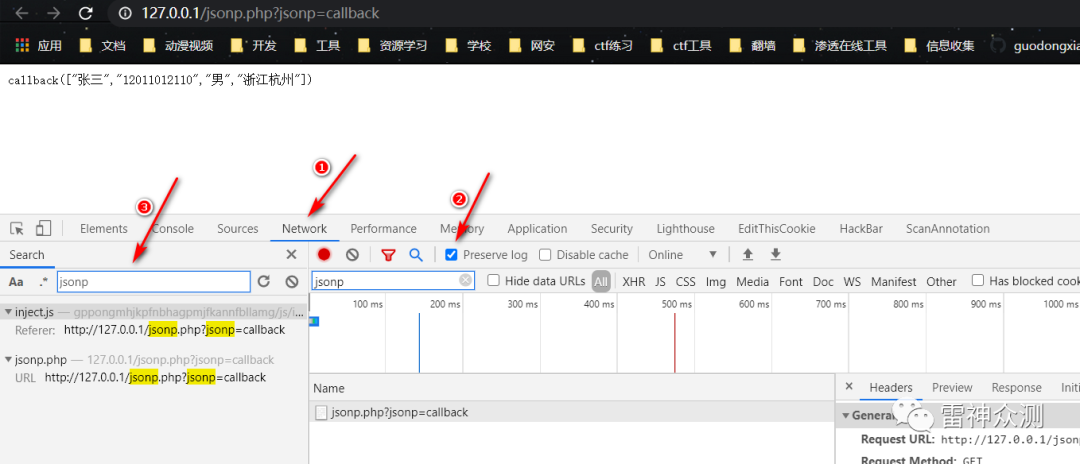 127.0.0.1/jsonp.php?jsonp=callback
应用 文档 动漫视频 开发 工具 资源学习 学校 网安 ctf练习 ctf工具 翻墙 渗透在线工具 信息收集 guodongxia
callback(["张三","12011012110","男","浙江杭州"])
1
2
3
Elements Console Sources Network Performance Memory Application Security Lighthouse EditThisCookie HackBar ScanAnnotation
Search
Preserve log Disable cache Online
Aa .* jsonp
jsonp Hide data URLs All XHR JS CSS Img Media Font Doc WS Manifest Other Has blocked cook
100 ms 200 ms 300 ms 400 ms 500 ms 600 ms 700 ms 800 ms 900 ms 1000 ms
inject.js — gppongmhjkpfnbhagpmjfkannfbllamg/js/i...
Referer: http://127.0.0.1/jsonp.php?jsonp=callback
jsonp.php — 127.0.0.1/jsonp.php?jsonp=callback
URL http://127.0.0.1/jsonp.php?jsonp=callback
Name
jsonp.php?jsonp=callback
Headers Preview Response Initi
General
Request URL: http://127.0.0.1/json
Request Method: GET
雷神众测